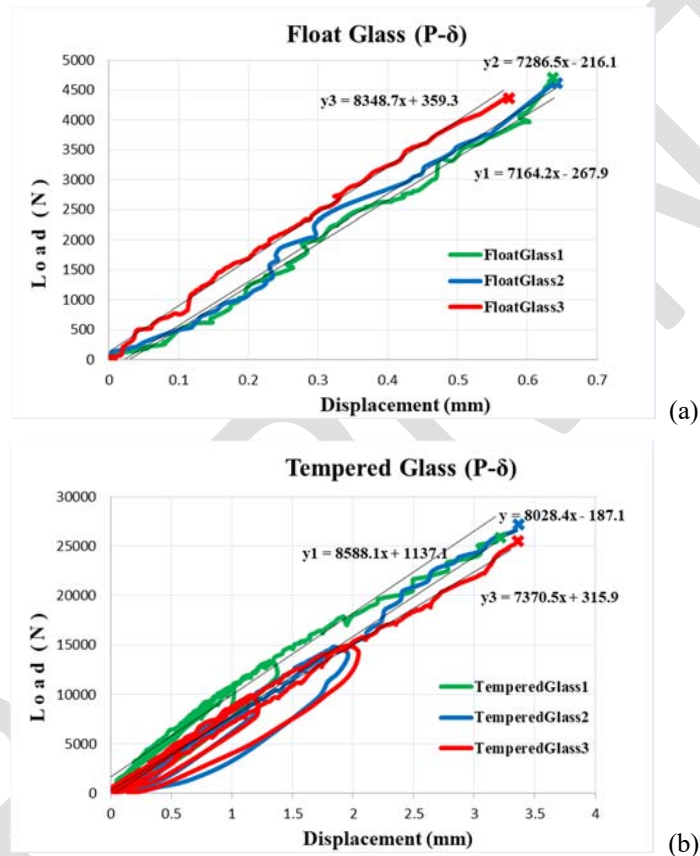 Float Glass (P-δ)
y2 = 7286.5x - 216.1
y3 = 8348.7x + 359.3
y1 = 7164.2x - 267.9
5000
4500
4000
3500
3000
2500
2000
1500
1000
500
0
Load (N)
FloatGlass1
FloatGlass2
FloatGlass3
0 0.1 0.2 0.3 0.4 0.5 0.6 0.7
Displacement (mm)
(a)
Tempered Glass (P-δ)
y = 8028.4x - 187.1
y1 = 8588.1x + 1137.1
y3 = 7370.5x + 315.9
30000
25000
20000
15000
10000
5000
0
Load (N)
TemperedGlass1
TemperedGlass2
TemperedGlass3
0 0.5 1 1.5 2 2.5 3 3.5 4
Displacement (mm)
(b)